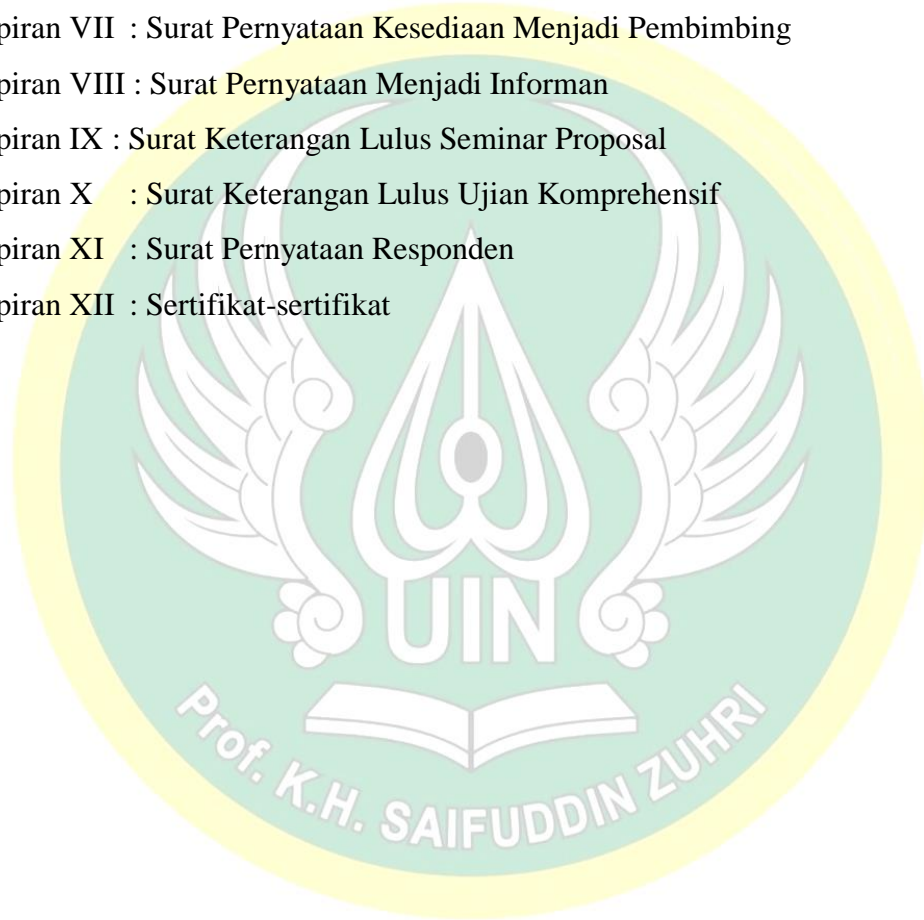 piran VII : Surat Pernyataan Kesediaan Menjadi Pembimbing
piran VIII : Surat Pernyataan Menjadi Informan
piran IX : Surat Keterangan Lulus Seminar Proposal
piran X : Surat Keterangan Lulus Ujian Komprehensif
piran XI : Surat Pernyataan Responden
piran XII : Sertifikat-sertifikat
UIN
Prof. K.H. SAIFUDDIN ZUHRI